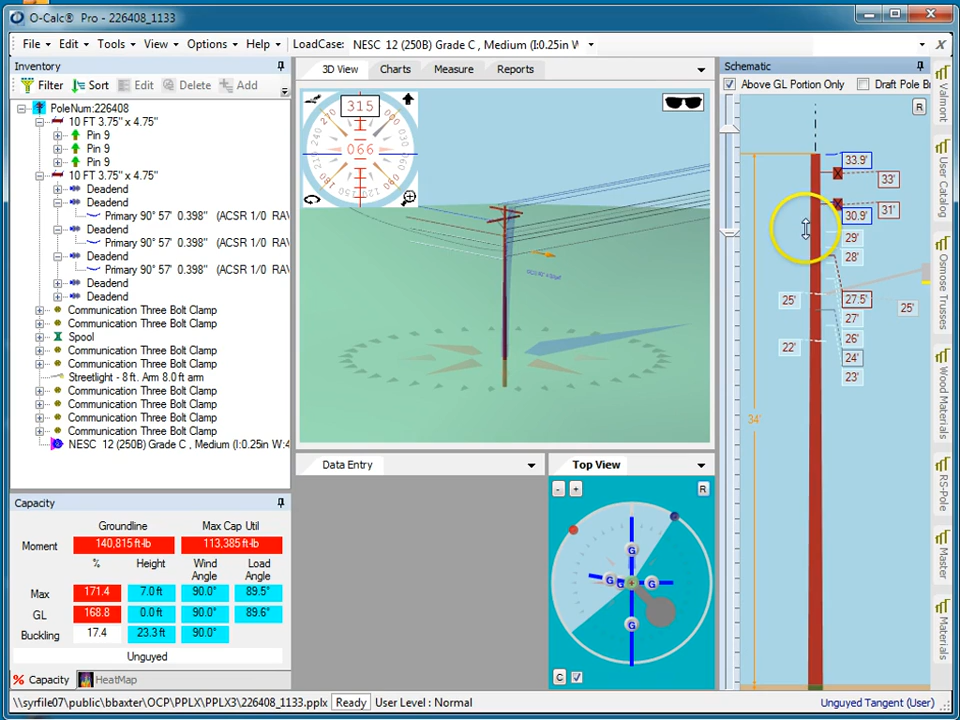 O-Calc® Pro - 226408_1133
File Edit Tools View Options Help LoadCase: NESC 12 (250B) Grade C , Medium (I:0.25in W
Inventory
Filter Sort Edit Delete Add
PoleNum:226408
10 FT 3.75" x 4.75"
Pin 9
Pin 9
Pin 9
10 FT 3.75" x 4.75"
Deadend
Deadend
Primary 90° 57' 0.398" (ACSR 1/0 RAV
Deadend
Primary 90° 57' 0.398" (ACSR 1/0 RAV
Deadend
Primary 90° 57' 0.398" (ACSR 1/0 RAV
Deadend
Deadend
Communication Three Bolt Clamp
Communication Three Bolt Clamp
Spool
Communication Three Bolt Clamp
Communication Three Bolt Clamp
Streetlight - 8 ft. Arm 8.0 ft arm
Communication Three Bolt Clamp
Communication Three Bolt Clamp
Communication Three Bolt Clamp
Communication Three Bolt Clamp
NESC 12 (250B) Grade C , Medium (I:0.25in W:4
Capacity
Groundline Max Cap Util
Moment 140,815 ft-lb 113,385 ft-lb
% Height Wind Angle Load Angle
Max 171.4 7.0 ft 90.0° 89.5°
GL 168.8 0.0 ft 90.0° 89.6°
Buckling 17.4 23.3 ft 90.0°
Unguyed
% Capacity HeatMap
3D View Charts Measure Reports
315
066
Data Entry
Top View
- + R
G
G G G
G
C
Schematic
Above GL Portion Only Draft Pole B
R
33.9'
33'
31'
30.9'
29'
28'
25'
27.5'
25'
27'
26'
22'
24'
23'
34'
Valmont
User Catalog
Osmose Trusses
Wood Materials
RS-Pole
Master
Materials
\\syrfile07\public\bbaxter\OCP\PPLX\PPLX3\226408_1133.pplx Ready User Level : Normal Unguyed Tangent (User)